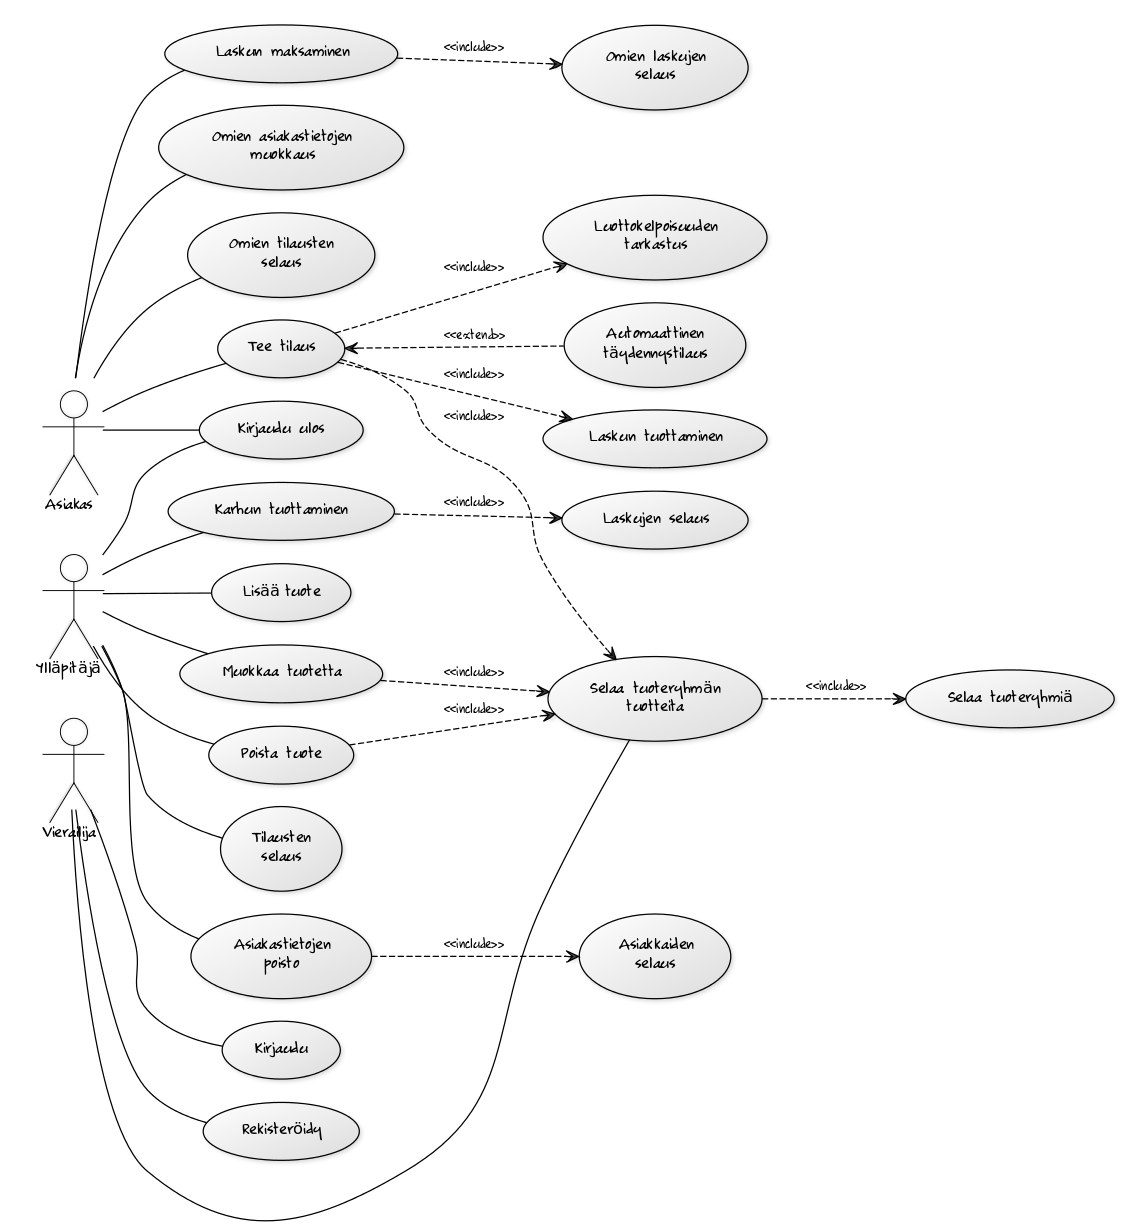 Laskun maksaminen
<<include>>
Omien laskujen
selaus
Omien asiakastietojen
muokkaus
Omien tilausten
selaus
Luottokelpoisuuden
tarkastus
<<include>>
Tee tilaus
<<extend>>
Automaattinen
täydennystilaus
<<include>>
<<include>>
Laskun tuottaminen
Kirjaudu ulos
Asiakas
Karhun tuottaminen
<<include>>
Laskujen selaus
Lisää tuote
Ylläpitäjä
Muokkaa tuotetta
<<include>>
Selaa tuoteryhmän
tuotteita
<<include>>
Selaa tuoteryhmiä
<<include>>
Poista tuote
Vierailija
Tilausten
selaus
Asiakastietojen
poisto
<<include>>
Asiakkaiden
selaus
Kirjaudu
Rekisteröidy